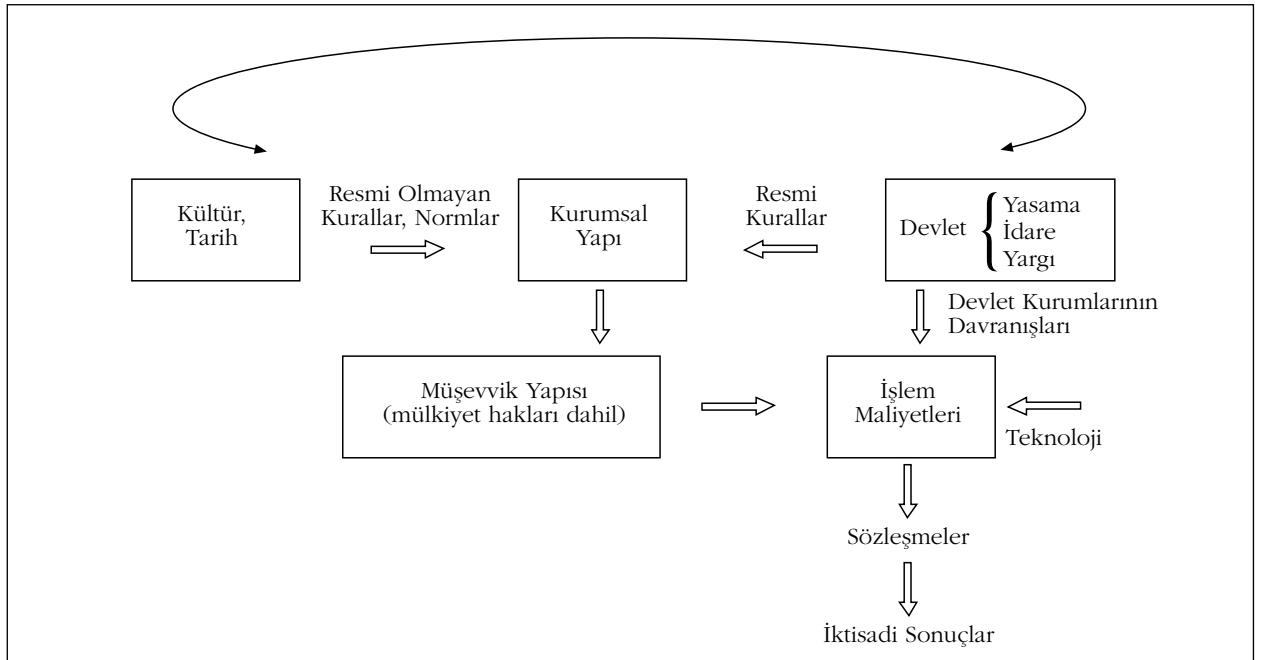 Kültür,
Tarih
Resmi Olmayan
Kurallar, Normlar
Kurumsal
Yapı
Resmi
Kurallar
Devlet
Yasama
İdare
Yargı
Devlet Kurumlarının
Davranışları
Müşevvik Yapısı
(mülkiyet hakları dahil)
İşlem
Maliyetleri
Teknoloji
Sözleşmeler
İktisadi Sonuçlar